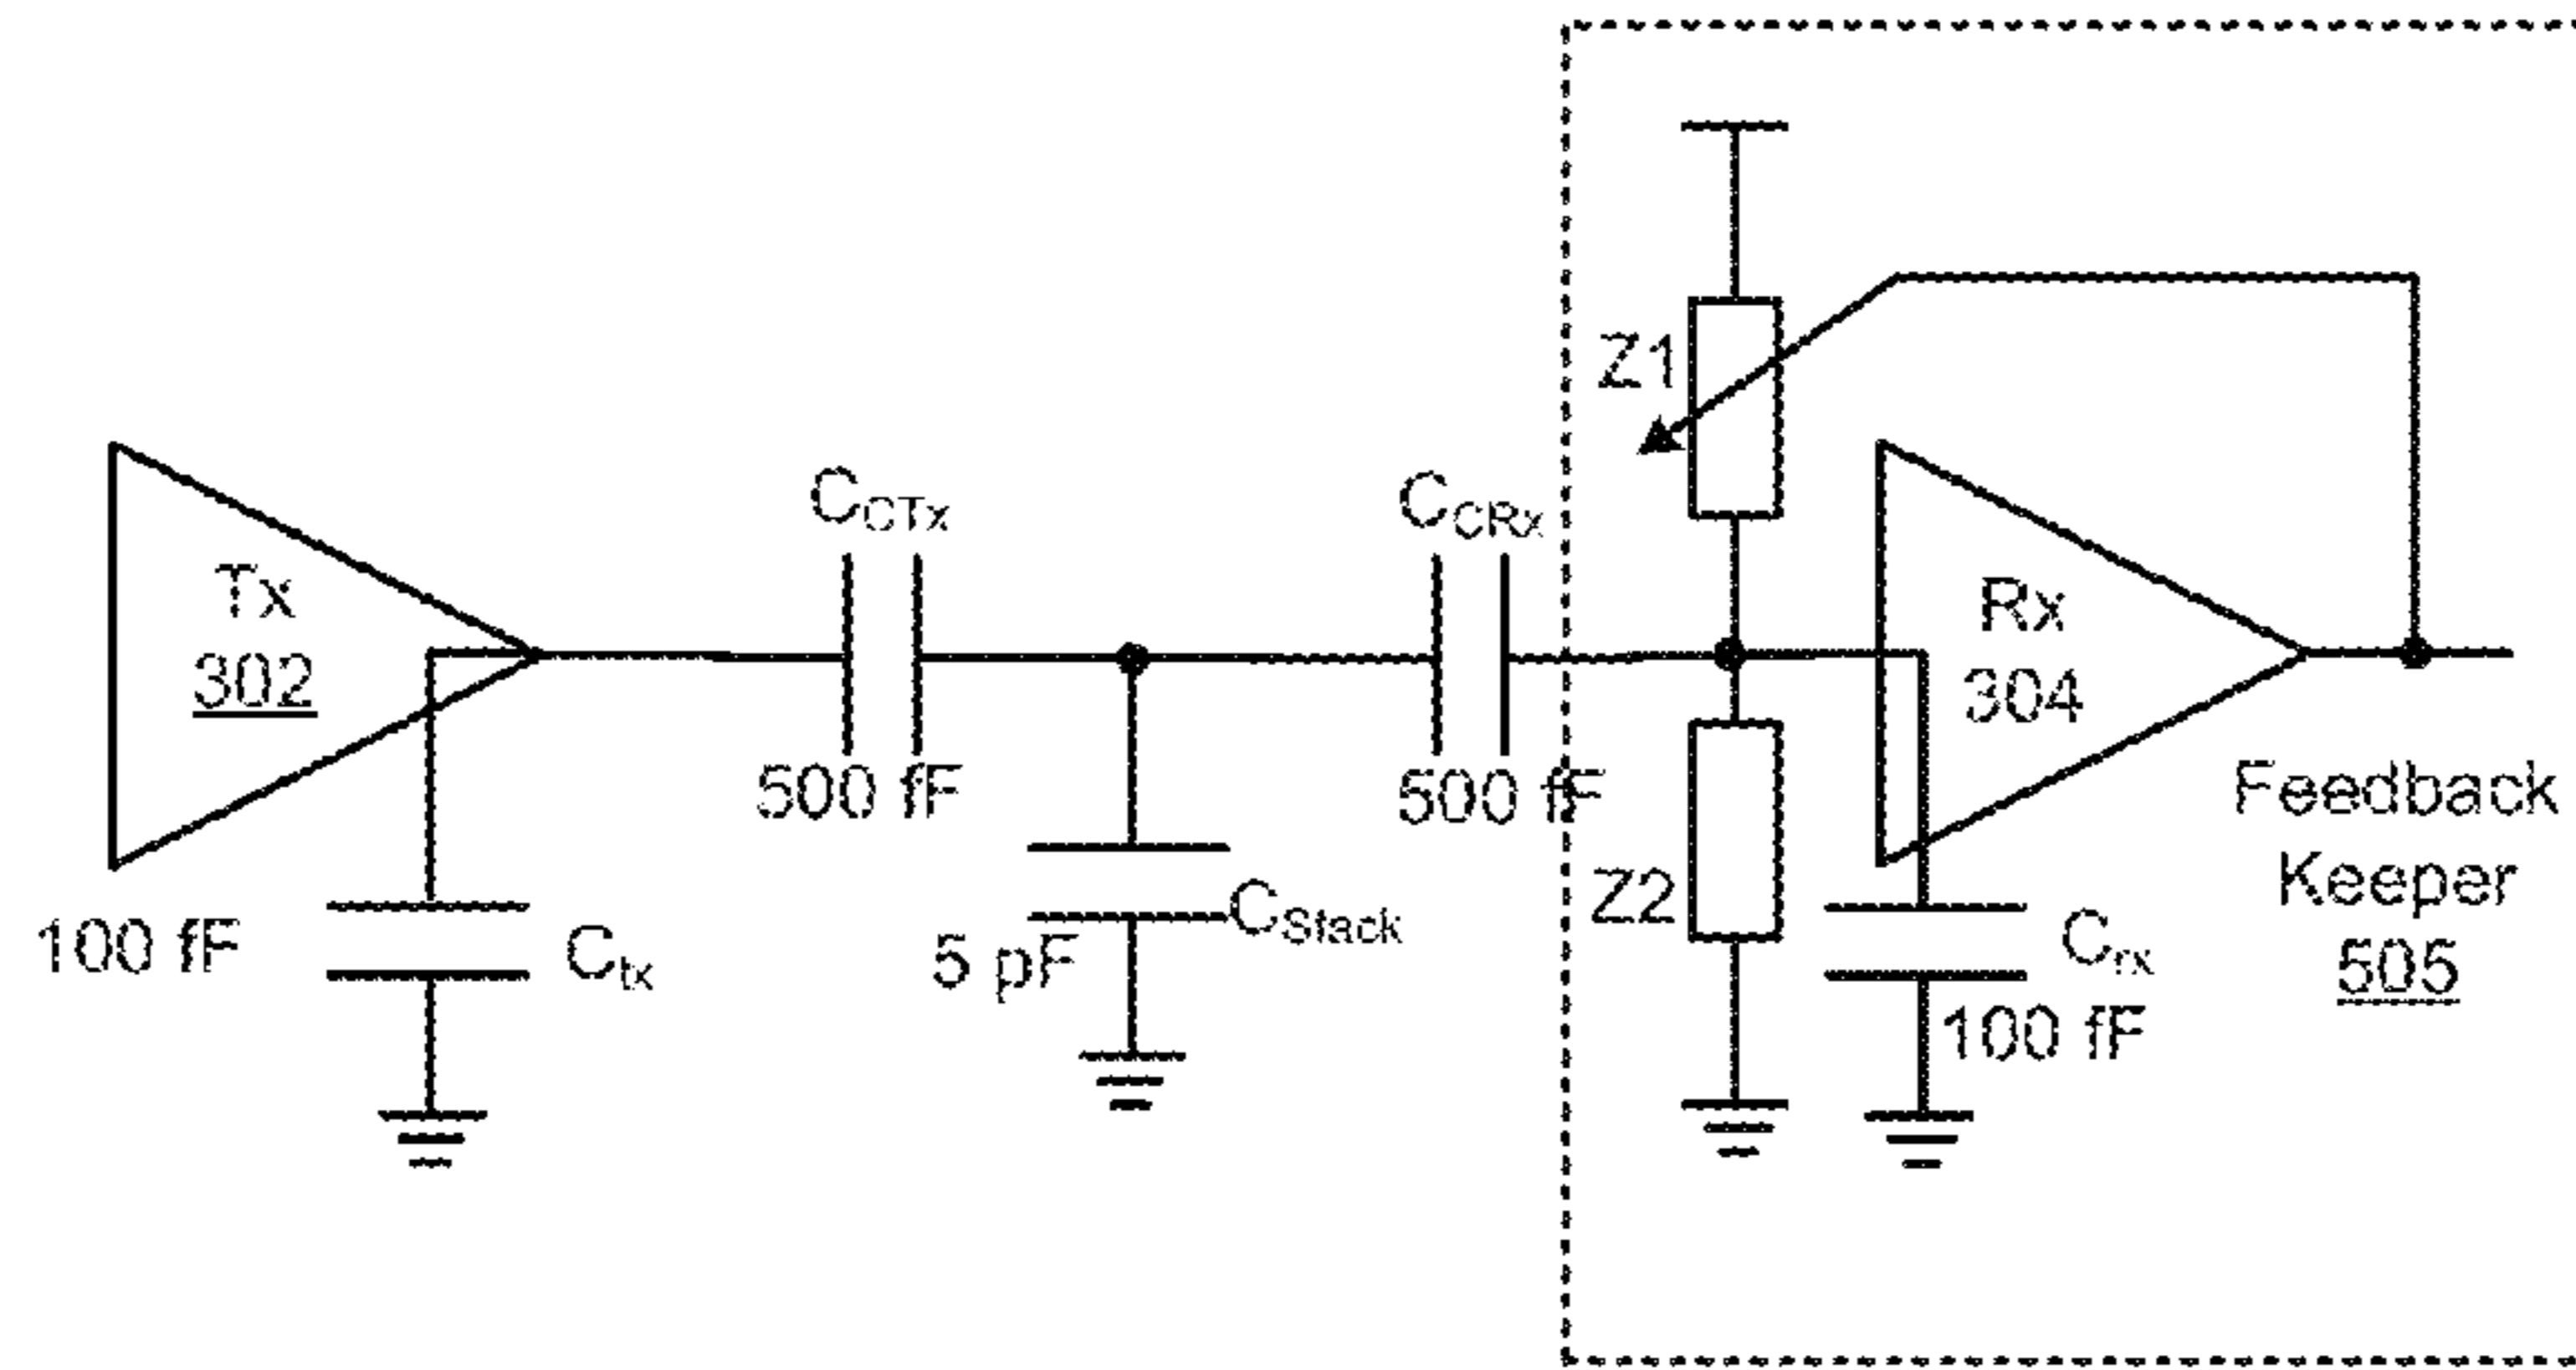 Tx
302
100 fF
Ctx
CCTx
500 fF
5 pF
CStack
CCRx
500 fF
Z1
Z2
Rx
304
Crx
100 fF
Feedback
Keeper
505